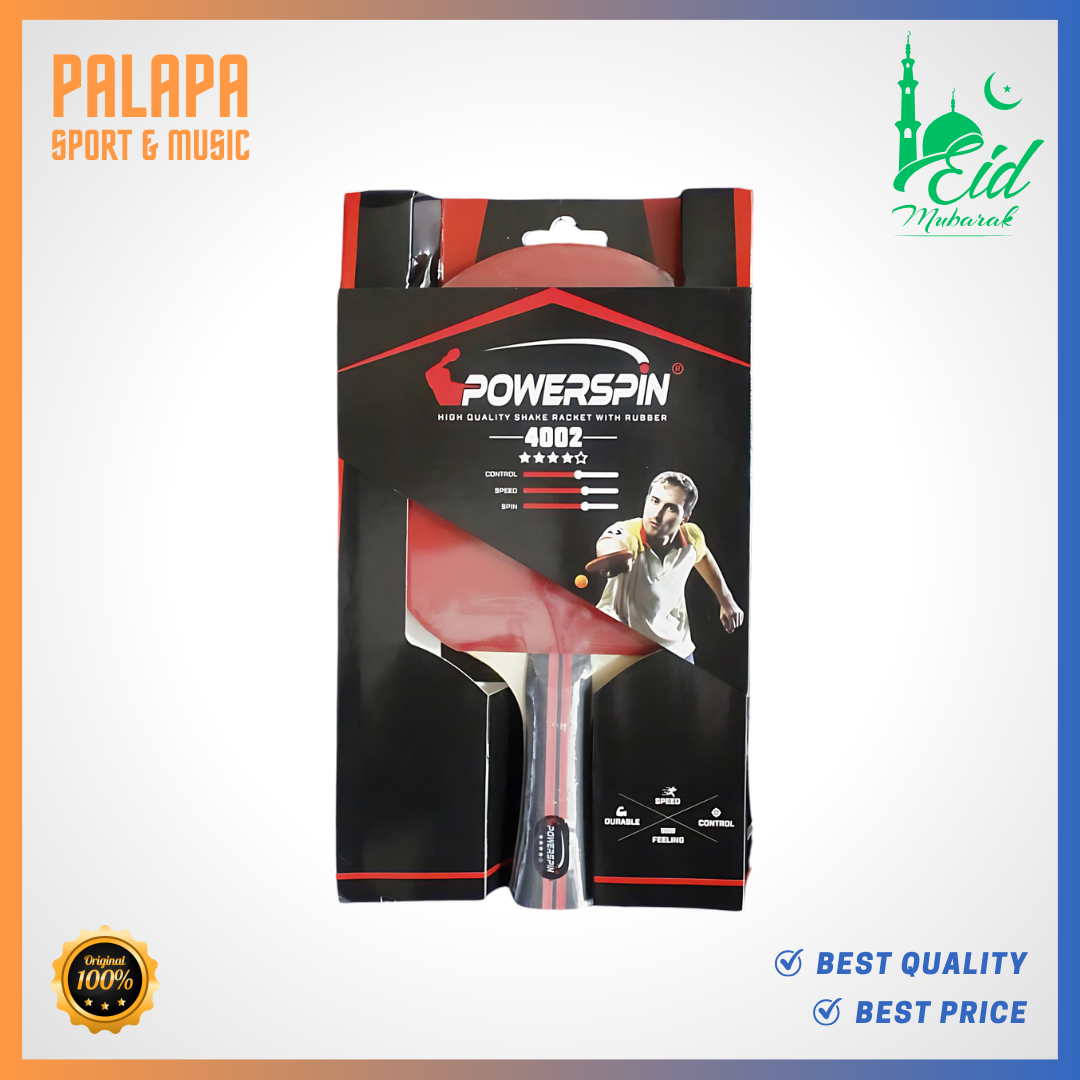 PALAPA
SPORT & MUSIC
Eid
Mubarak
POWERSPIN®
HIGH QUALITY SHAKE RACKET WITH RUBBER
4002
CONTROL
SPEED
SPIN
SPEED
DURABLE
CONTROL
FEELING
POWERSPIN
Original
100%
BEST QUALITY
BEST PRICE